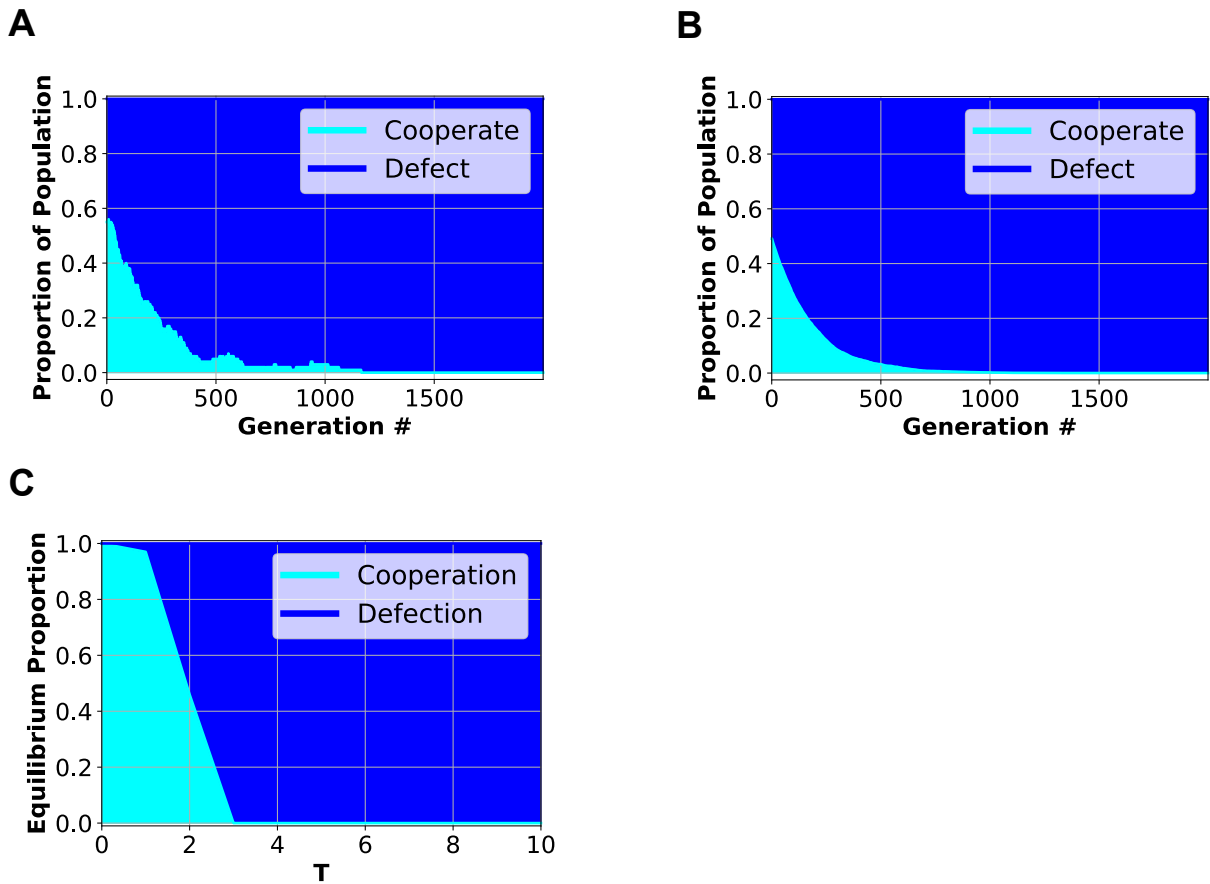 A
Proportion of Population
1.0
0.8
0.6
0.4
0.2
0.0
Cooperate
Defect
0 500 1000 1500
Generation #
B
Proportion of Population
1.0
0.8
0.6
0.4
0.2
0.0
Cooperate
Defect
0 500 1000 1500
Generation #
C
Equilibrium Proportion
1.0
0.8
0.6
0.4
0.2
0.0
Cooperation
Defection
0 2 4 6 8 10
T